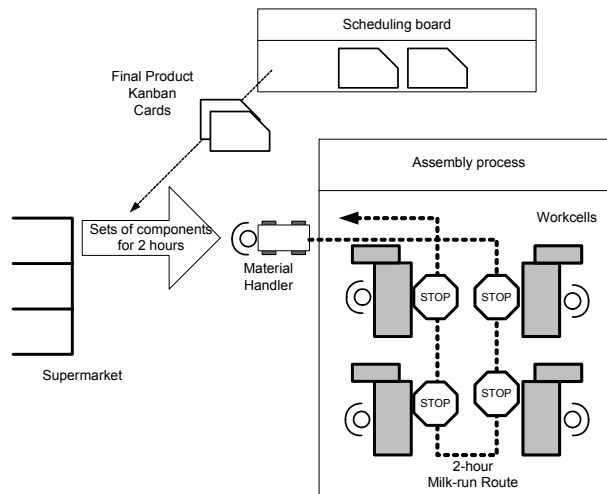 Scheduling board
Final Product
Kanban
Cards
Assembly process
Sets of components
for 2 hours
Workcells
Material
Handler
STOP
STOP
Supermarket
STOP
STOP
2-hour
Milk-run Route